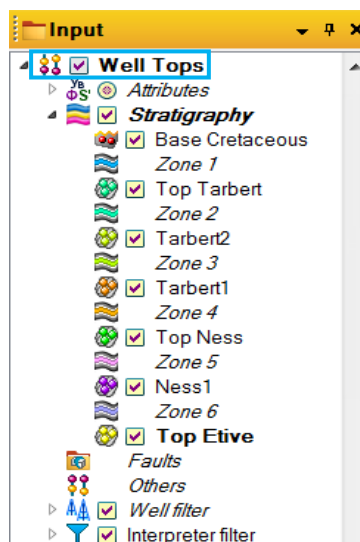 Input
Well Tops
Attributes
Stratigraphy
Base Cretaceous
Zone 1
Top Tarbert
Zone 2
Tarbert2
Zone 3
Tarbert1
Zone 4
Top Ness
Zone 5
Ness1
Zone 6
Top Etive
Faults
Others
Well filter
Interpreter filter